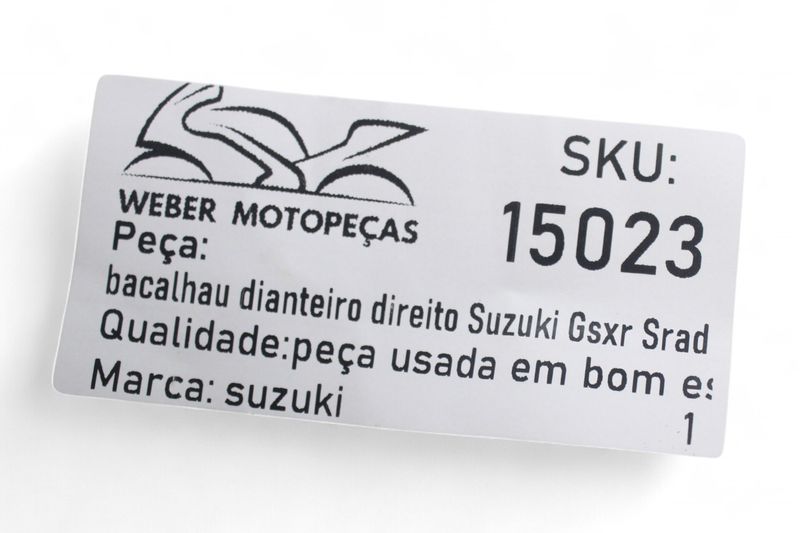 WEBER MOTOPEÇAS
SKU:
15023
Peça:
bacalhau dianteiro direito Suzuki Gsxr Srad
Qualidade:peça usada em bom es
Marca: suzuki
1